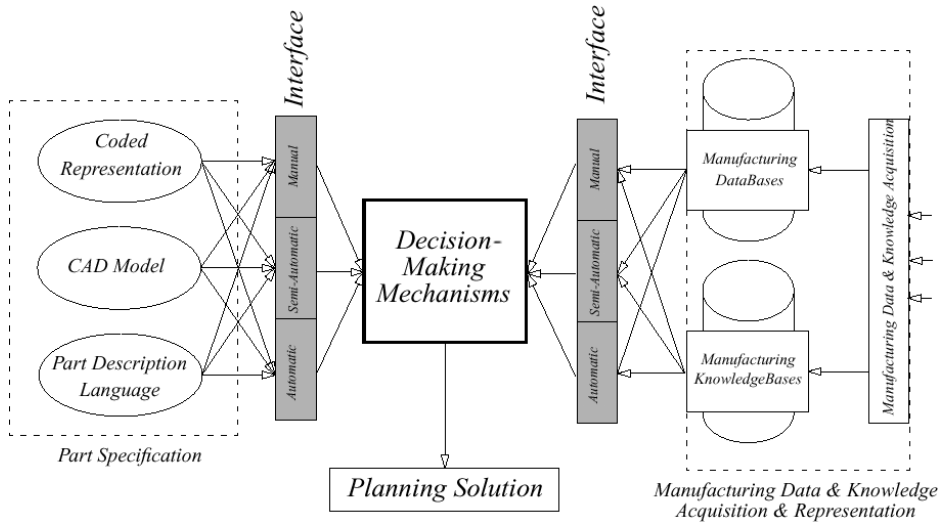 Interface
Interface
Coded
Representation
CAD Model
Part Description
Language
Part Specification
Manual
Semi-Automatic
Automatic
Decision-
Making
Mechanisms
Planning Solution
Manual
Semi-Automatic
Automatic
Manufacturing
DataBases
Manufacturing
KnowledgeBases
Manufacturing Data & Knowledge Acquisition
Manufacturing Data & Knowledge
Acquisition & Representation